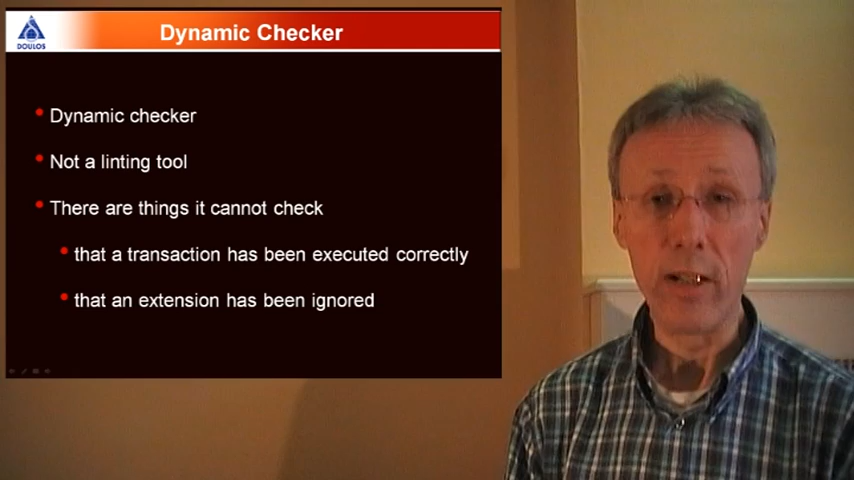 DOULOS
Dynamic Checker
Dynamic checker
Not a linting tool
There are things it cannot check
that a transaction has been executed correctly
that an extension has been ignored